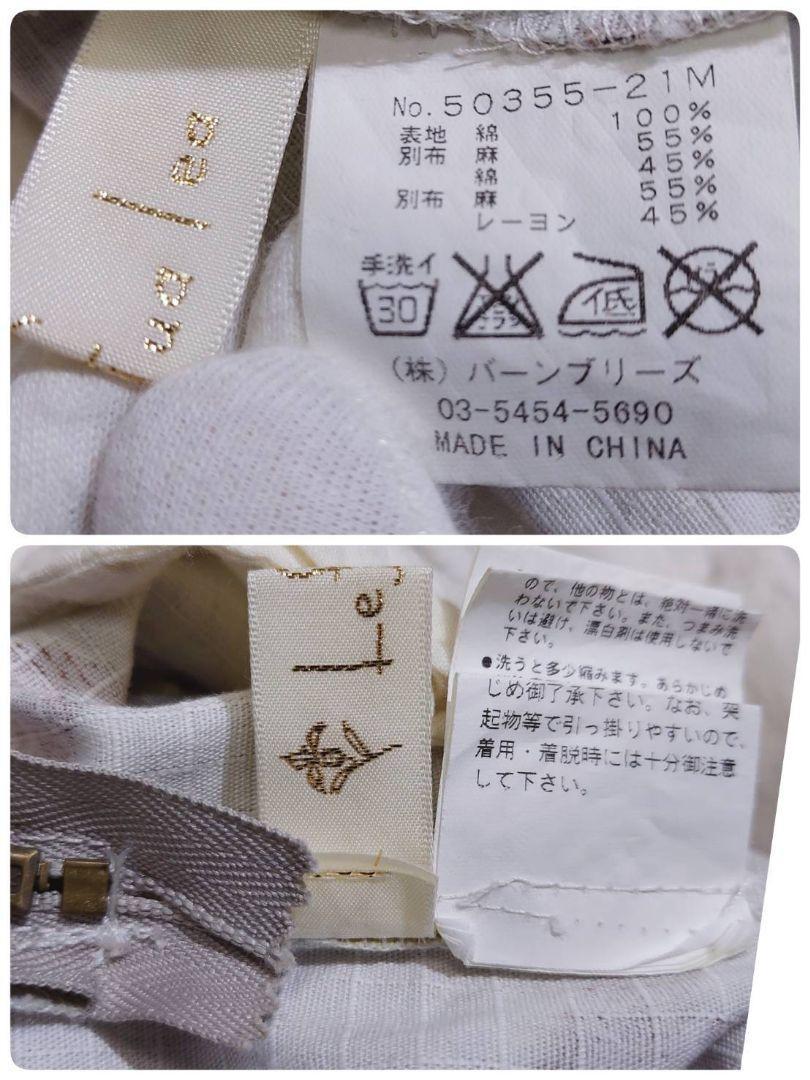 No.50355-21M
表地 綿 100%
別布 麻 55%
綿 45%
別布 麻 55%
レーヨン 45%
手洗イ
30
低
(株)バーンブリーズ
03-5454-5690
MADE IN CHINA
ので、他の物とは、絶対一緒に洗
わないで下さい。また、つまみ洗
いは避け、漂白剤は使用しないで
下さい。
●洗うと多少縮みます。あらかじめ
じめ御了承下さい。なお、突
起物等で引っ掛りやすいので、
着用・着脱時には十分御注意
して下さい。